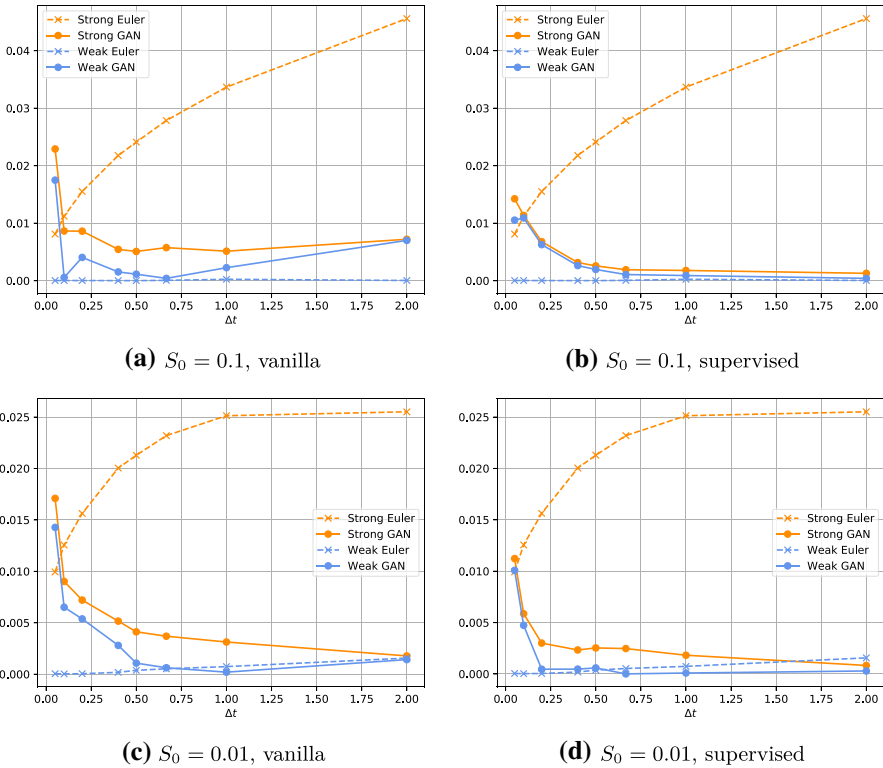 Strong Euler
Strong GAN
Weak Euler
Weak GAN
0.04
0.03
0.02
0.01
0.00
0.00 0.25 0.50 0.75 1.00 1.25 1.50 1.75 2.00
Δt
(a) S₀ = 0.1, vanilla
Strong Euler
Strong GAN
Weak Euler
Weak GAN
0.04
0.03
0.02
0.01
0.00
0.00 0.25 0.50 0.75 1.00 1.25 1.50 1.75 2.00
Δt
(b) S₀ = 0.1, supervised
0.025
0.020
0.015
0.010
0.005
0.000
Strong Euler
Strong GAN
Weak Euler
Weak GAN
0.00 0.25 0.50 0.75 1.00 1.25 1.50 1.75 2.00
Δt
(c) S₀ = 0.01, vanilla
0.025
0.020
0.015
0.010
0.005
0.000
Strong Euler
Strong GAN
Weak Euler
Weak GAN
0.00 0.25 0.50 0.75 1.00 1.25 1.50 1.75 2.00
Δt
(d) S₀ = 0.01, supervised